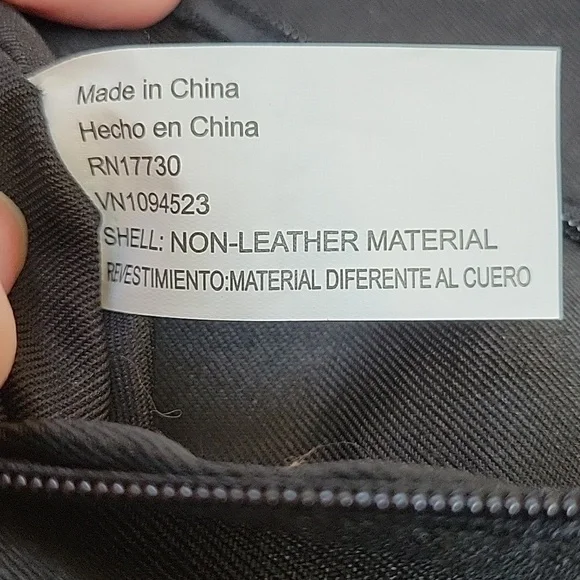 Made in China
Hecho en China
RN17730
VN1094523
SHELL: NON-LEATHER MATERIAL
REVESTIMIENTO:MATERIAL DIFERENTE AL CUERO